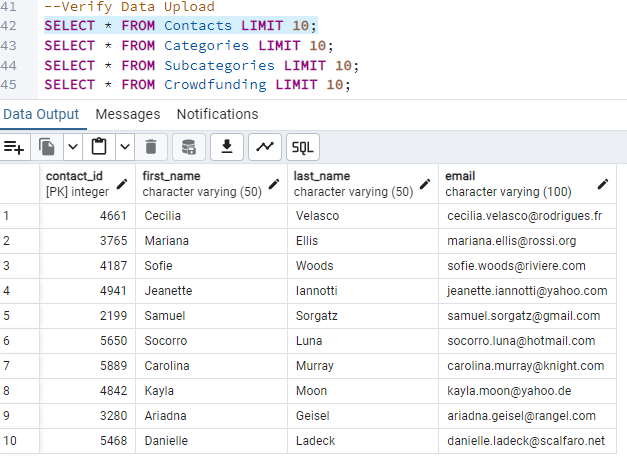 41 --Verify Data Upload
42 SELECT * FROM Contacts LIMIT 10;
43 SELECT * FROM Categories LIMIT 10;
44 SELECT * FROM Subcategories LIMIT 10;
45 SELECT * FROM Crowdfunding LIMIT 10;
Data Output Messages Notifications
SQL
contact_id first_name last_name email
[PK] integer character varying (50) character varying (50) character varying (100)
1 4661 Cecilia Velasco cecilia.velasco@rodrigues.fr
2 3765 Mariana Ellis mariana.ellis@rossi.org
3 4187 Sofie Woods sofie.woods@riviere.com
4 4941 Jeanette Iannotti jeanette.iannotti@yahoo.com
5 2199 Samuel Sorgatz samuel.sorgatz@gmail.com
6 5650 Socorro Luna socorro.luna@hotmail.com
7 5889 Carolina Murray carolina.murray@knight.com
8 4842 Kayla Moon kayla.moon@yahoo.de
9 3280 Ariadna Geisel ariadna.geisel@rangel.com
10 5468 Danielle Ladeck danielle.ladeck@scalfaro.net